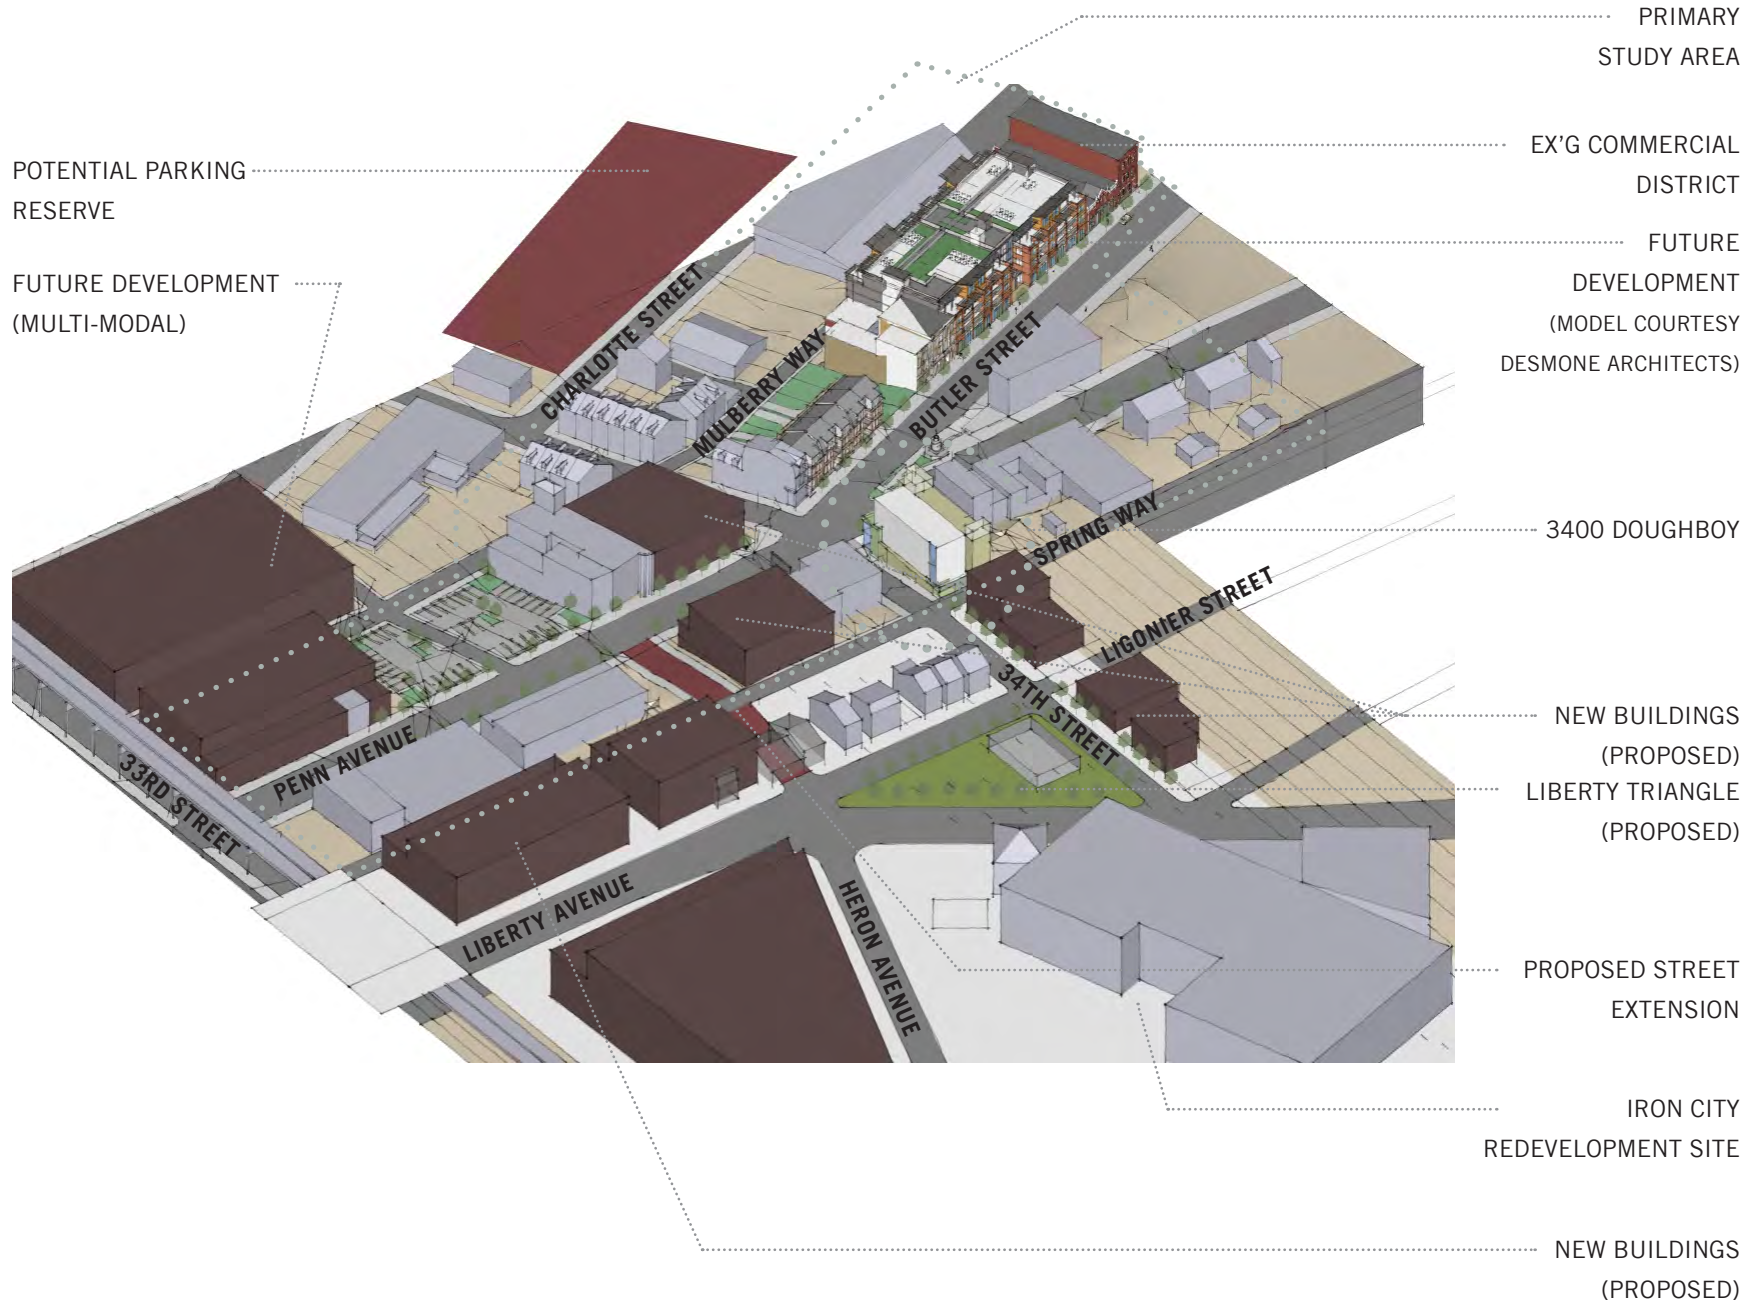 PRIMARY
STUDY AREA
EX’G COMMERCIAL
DISTRICT
POTENTIAL PARKING
RESERVE
FUTURE
DEVELOPMENT
(MODEL COURTESY
DESMONE ARCHITECTS)
FUTURE DEVELOPMENT
(MULTI-MODAL)
CHARLOTTE STREET
MULBERRY WAY
BUTLER STREET
SPRING WAY
3400 DOUGHBOY
LIGONIER STREET
34TH STREET
NEW BUILDINGS
(PROPOSED)
PENN AVENUE
33RD STREET
LIBERTY TRIANGLE
(PROPOSED)
LIBERTY AVENUE
HERON AVENUE
PROPOSED STREET
EXTENSION
IRON CITY
REDEVELOPMENT SITE
NEW BUILDINGS
(PROPOSED)